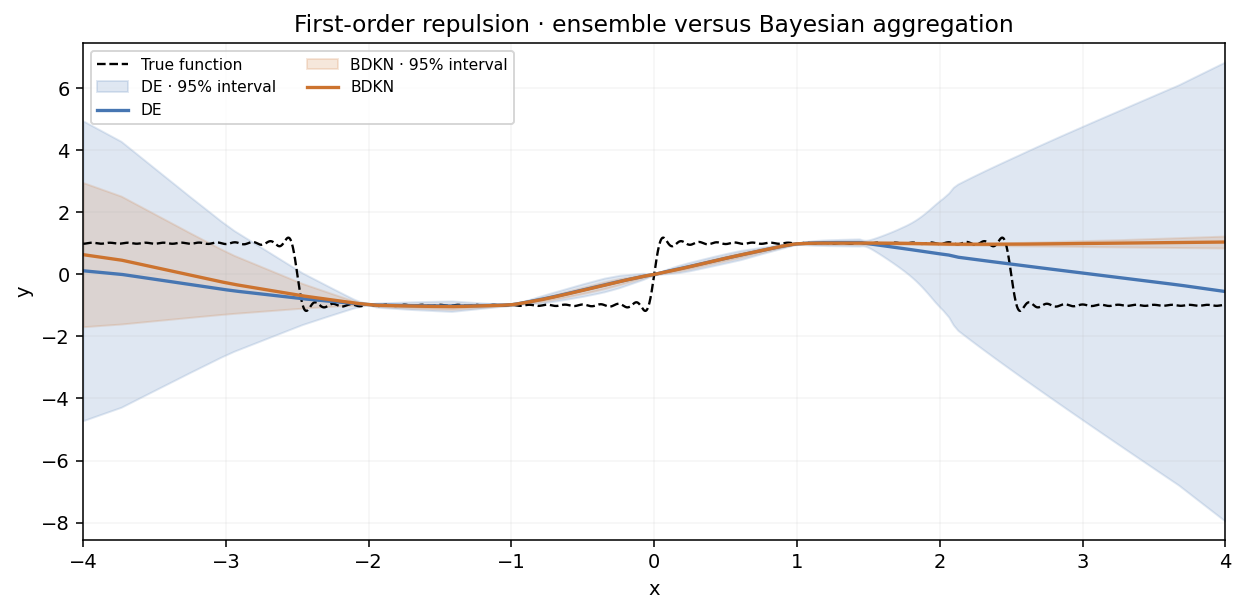 First-order repulsion · ensemble versus Bayesian aggregation
True function
DE · 95% interval
DE
BDKN · 95% interval
BDKN
6
4
2
0
−2
−4
−6
−8
y
−4 −3 −2 −1 0 1 2 3 4
x